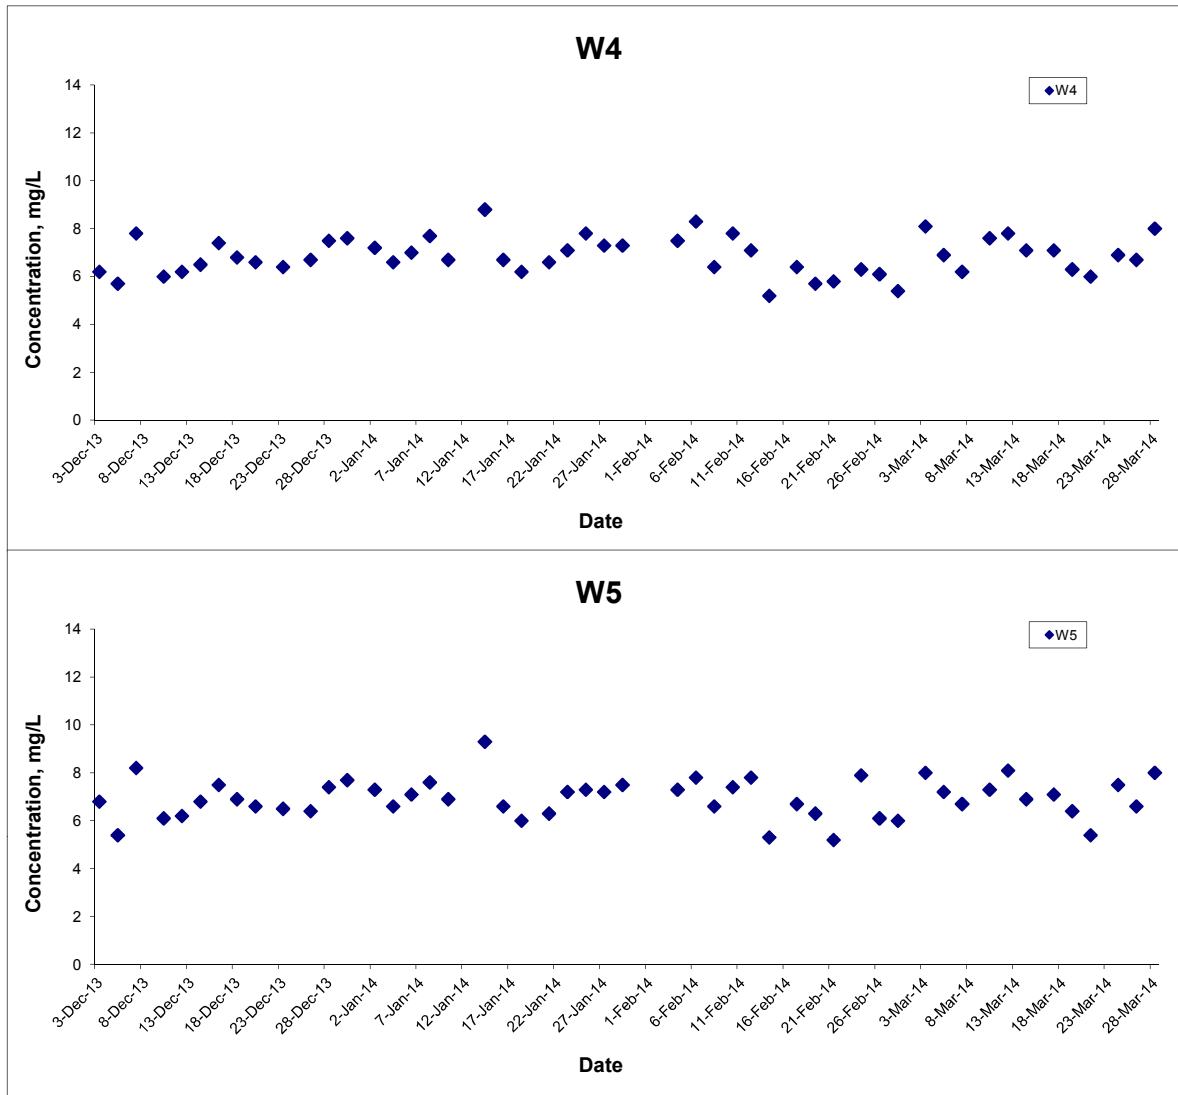 W4
W4
Concentration, mg/L
14
12
10
8
6
4
2
0
3-Dec-13
8-Dec-13
13-Dec-13
18-Dec-13
23-Dec-13
28-Dec-13
2-Jan-14
7-Jan-14
12-Jan-14
17-Jan-14
22-Jan-14
27-Jan-14
1-Feb-14
6-Feb-14
11-Feb-14
16-Feb-14
21-Feb-14
26-Feb-14
3-Mar-14
8-Mar-14
13-Mar-14
18-Mar-14
23-Mar-14
28-Mar-14
Date
W5
W5
Concentration, mg/L
14
12
10
8
6
4
2
0
3-Dec-13
8-Dec-13
13-Dec-13
18-Dec-13
23-Dec-13
28-Dec-13
2-Jan-14
7-Jan-14
12-Jan-14
17-Jan-14
22-Jan-14
27-Jan-14
1-Feb-14
6-Feb-14
11-Feb-14
16-Feb-14
21-Feb-14
26-Feb-14
3-Mar-14
8-Mar-14
13-Mar-14
18-Mar-14
23-Mar-14
28-Mar-14
Date